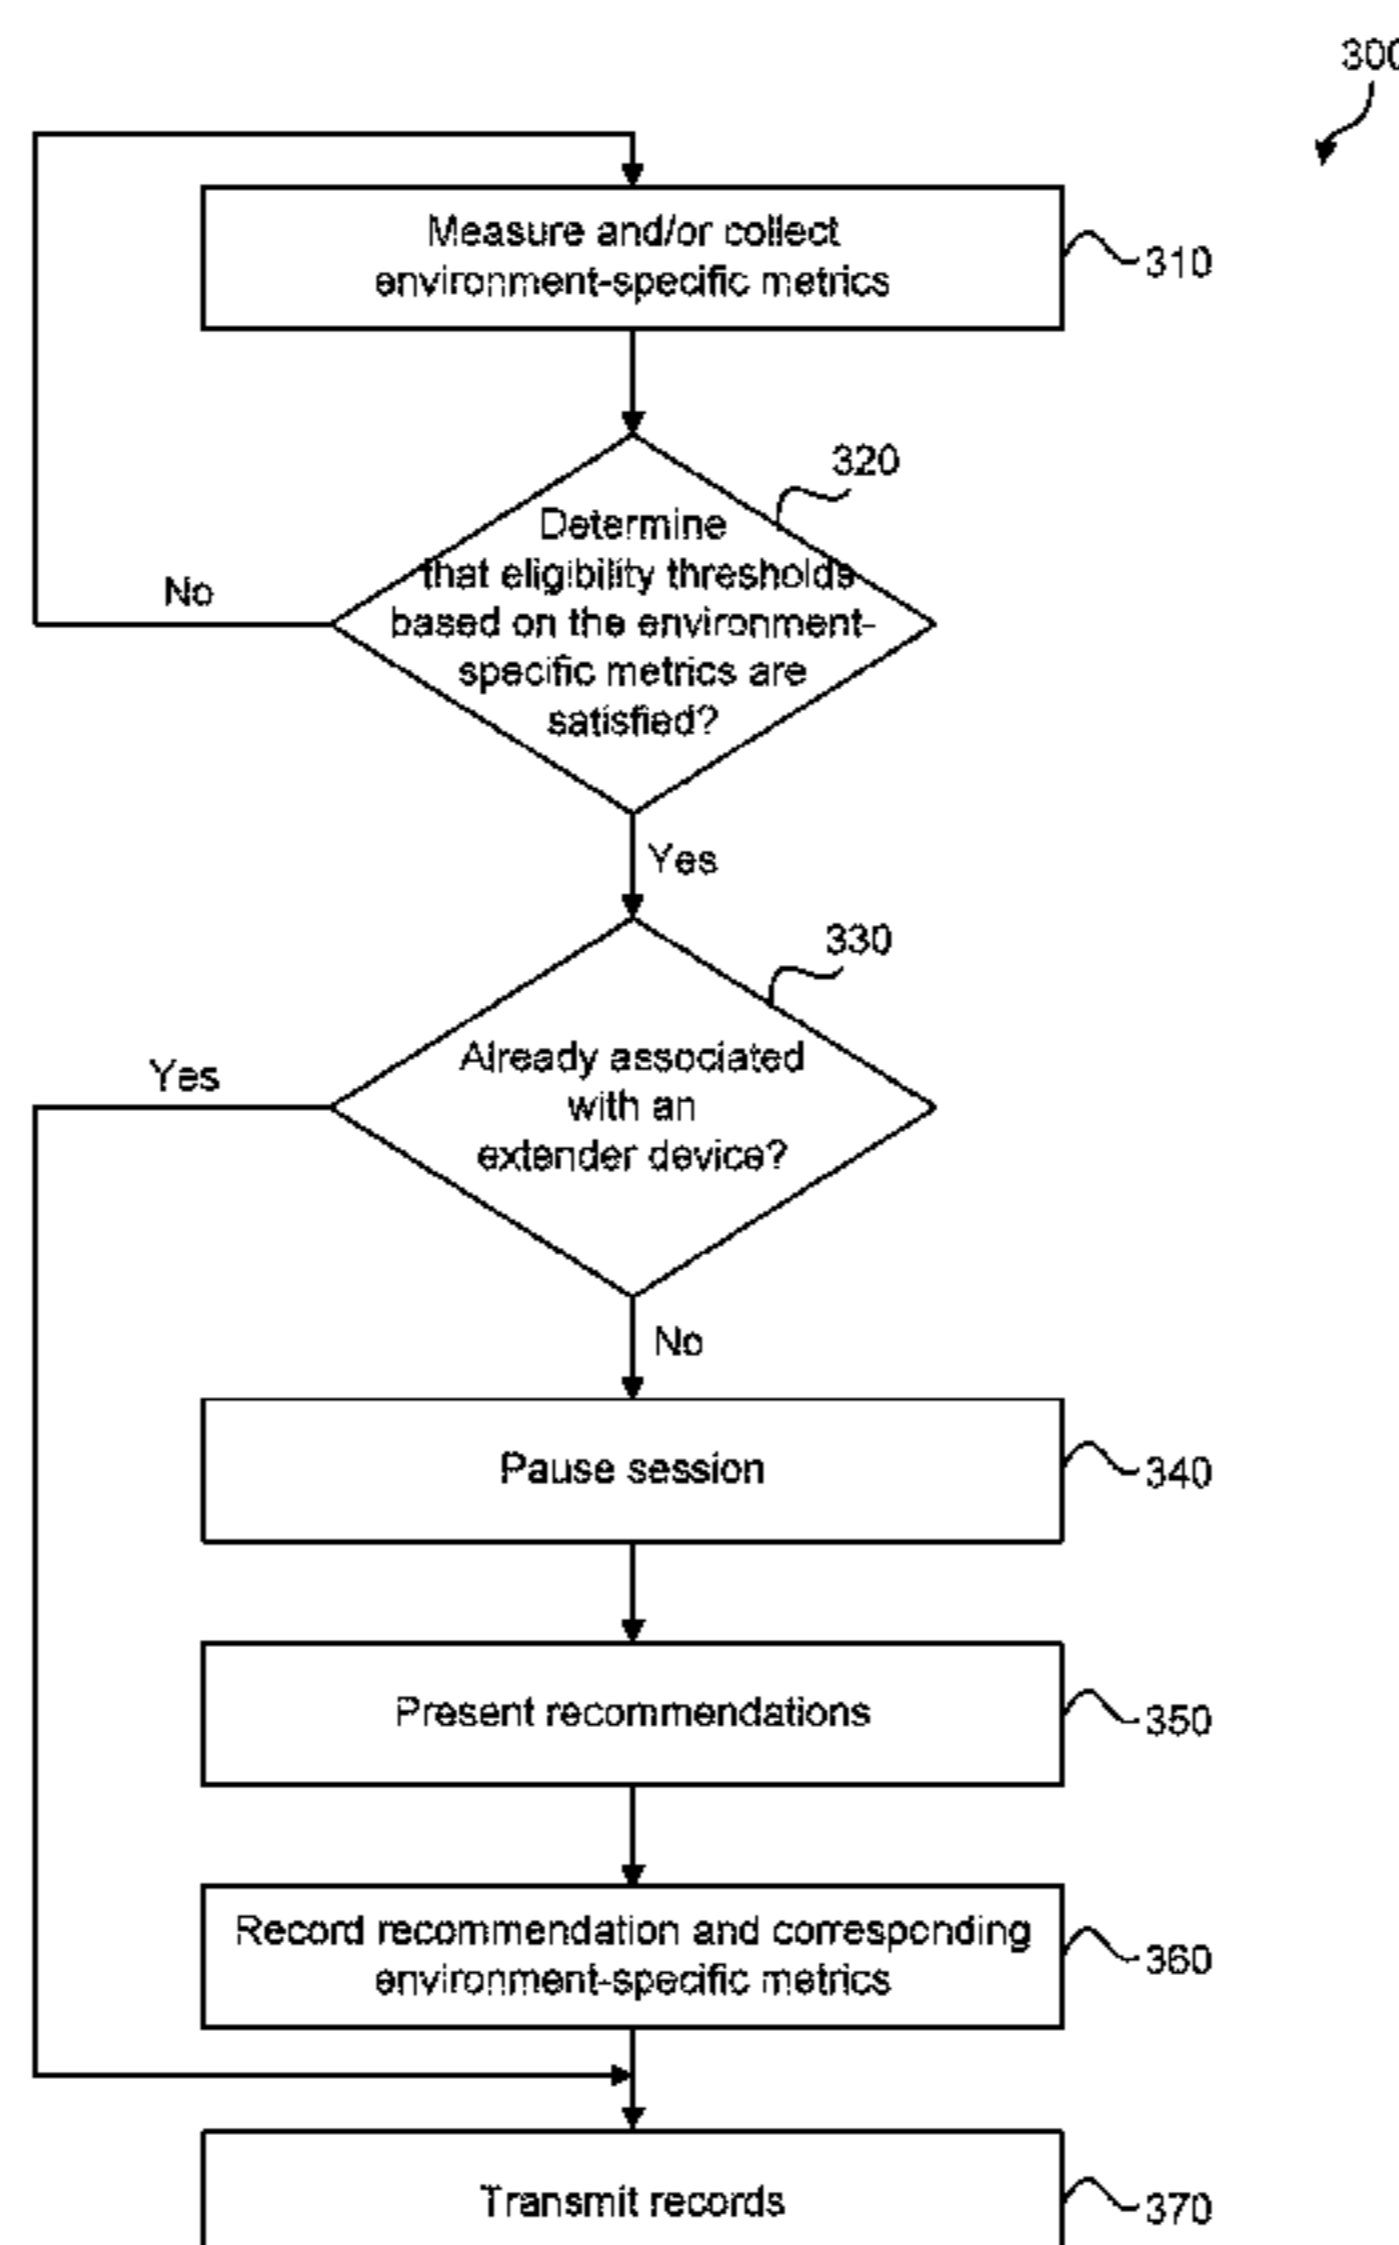 300
Measure and/or collect
environment-specific metrics
310
320
Determine
that eligibility thresholds
based on the environment-
specific metrics are
satisfied?
No
Yes
330
Already associated
with an
extender device?
Yes
No
Pause session
340
Present recommendations
350
Record recommendation and corresponding
environment-specific metrics
360
Transmit records
370